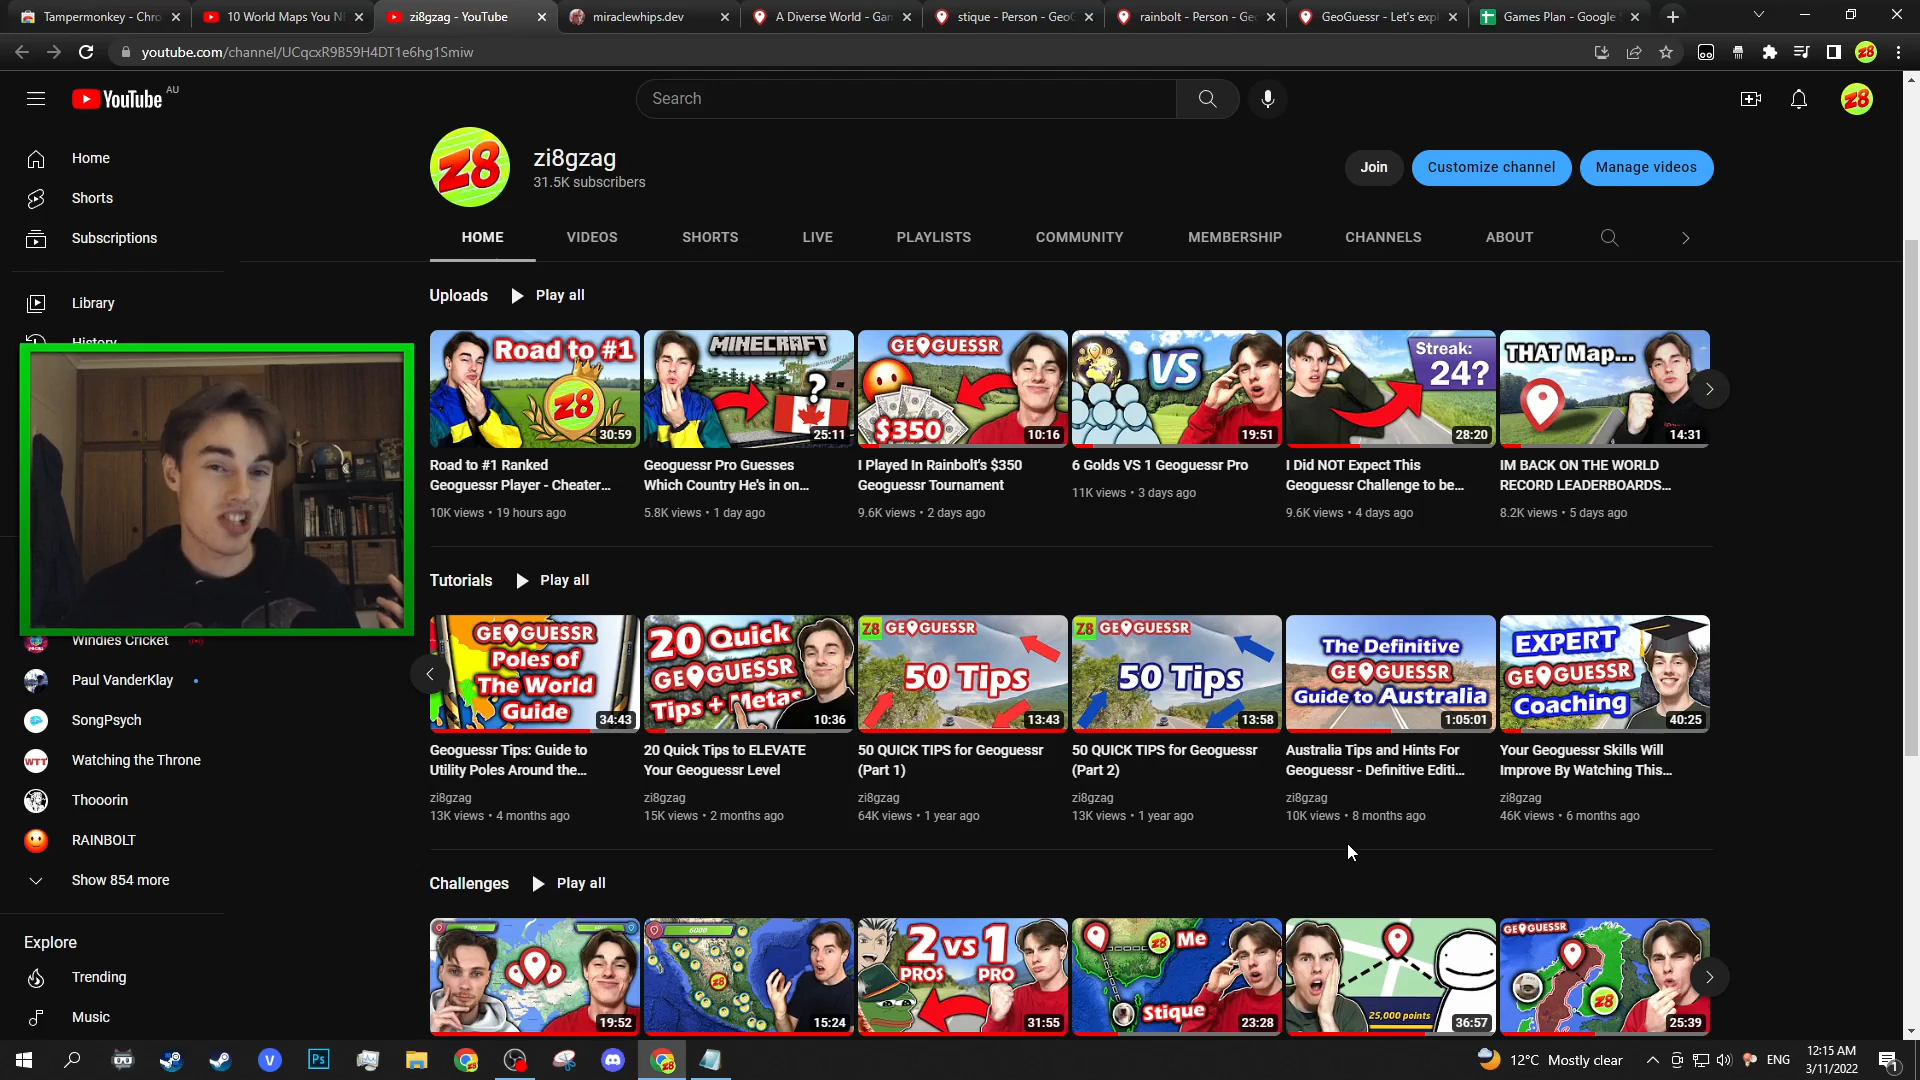 Tampermonkey - Chro
10 World Maps You N
zi8gzag - YouTube
miraclewhips.dev
A Diverse World - Gam
stique - Person - GeoG
rainbolt - Person - Ge
GeoGuessr - Let's expl
Games Plan - Google
youtube.com/channel/UCqcxR9B59H4DT1e6hg1Smiw
YouTube AU
Search
Home
Shorts
Subscriptions
Library
History
Windies Cricket
Paul VanderKlay
SongPsych
Watching the Throne
Thooorin
RAINBOLT
Show 854 more
Explore
Trending
Music
z8
zi8gzag
31.5K subscribers
Join
Customize channel
Manage videos
HOME
VIDEOS
SHORTS
LIVE
PLAYLISTS
COMMUNITY
MEMBERSHIP
CHANNELS
ABOUT
Uploads
Play all
Road to #1
z8
30:59
Road to #1 Ranked
Geoguessr Player - Cheater...
10K views • 19 hours ago
MINECRAFT
?
25:11
Geoguessr Pro Guesses
Which Country He's in on...
5.8K views • 1 day ago
GEOGUESSR
$350
10:16
I Played In Rainbolt's $350
Geoguessr Tournament
9.6K views • 2 days ago
VS
19:51
6 Golds VS 1 Geoguessr Pro
11K views • 3 days ago
Streak:
24?
28:20
I Did NOT Expect This
Geoguessr Challenge to be...
9.6K views • 4 days ago
THAT Map...
14:31
IM BACK ON THE WORLD
RECORD LEADERBOARDS...
8.2K views • 5 days ago
Tutorials
Play all
GEOGUESSR
Poles of
The World
Guide
34:43
Geoguessr Tips: Guide to
Utility Poles Around the...
zi8gzag
13K views • 4 months ago
20 Quick
GEOGUESSR
Tips + Metas
10:36
20 Quick Tips to ELEVATE
Your Geoguessr Level
zi8gzag
15K views • 2 months ago
Z8 GEOGUESSR
50 Tips
13:43
50 QUICK TIPS for Geoguessr
(Part 1)
zi8gzag
64K views • 1 year ago
Z8 GEOGUESSR
50 Tips
13:58
50 QUICK TIPS for Geoguessr
(Part 2)
zi8gzag
13K views • 1 year ago
The Definitive
GEOGUESSR
Guide to Australia
1:05:01
Australia Tips and Hints For
Geoguessr - Definitive Editi...
zi8gzag
10K views • 8 months ago
EXPERT
GEOGUESSR
Coaching
40:25
Your Geoguessr Skills Will
Improve By Watching This...
zi8gzag
46K views • 6 months ago
Challenges
Play all
19:52
6000
z8
15:24
2 vs 1
PROS PRO
31:55
z8 Me
Stique
23:28
25,000 points
36:57
GEOGUESSR
z8
25:39
12°C Mostly clear
ENG
12:15 AM
3/11/2022